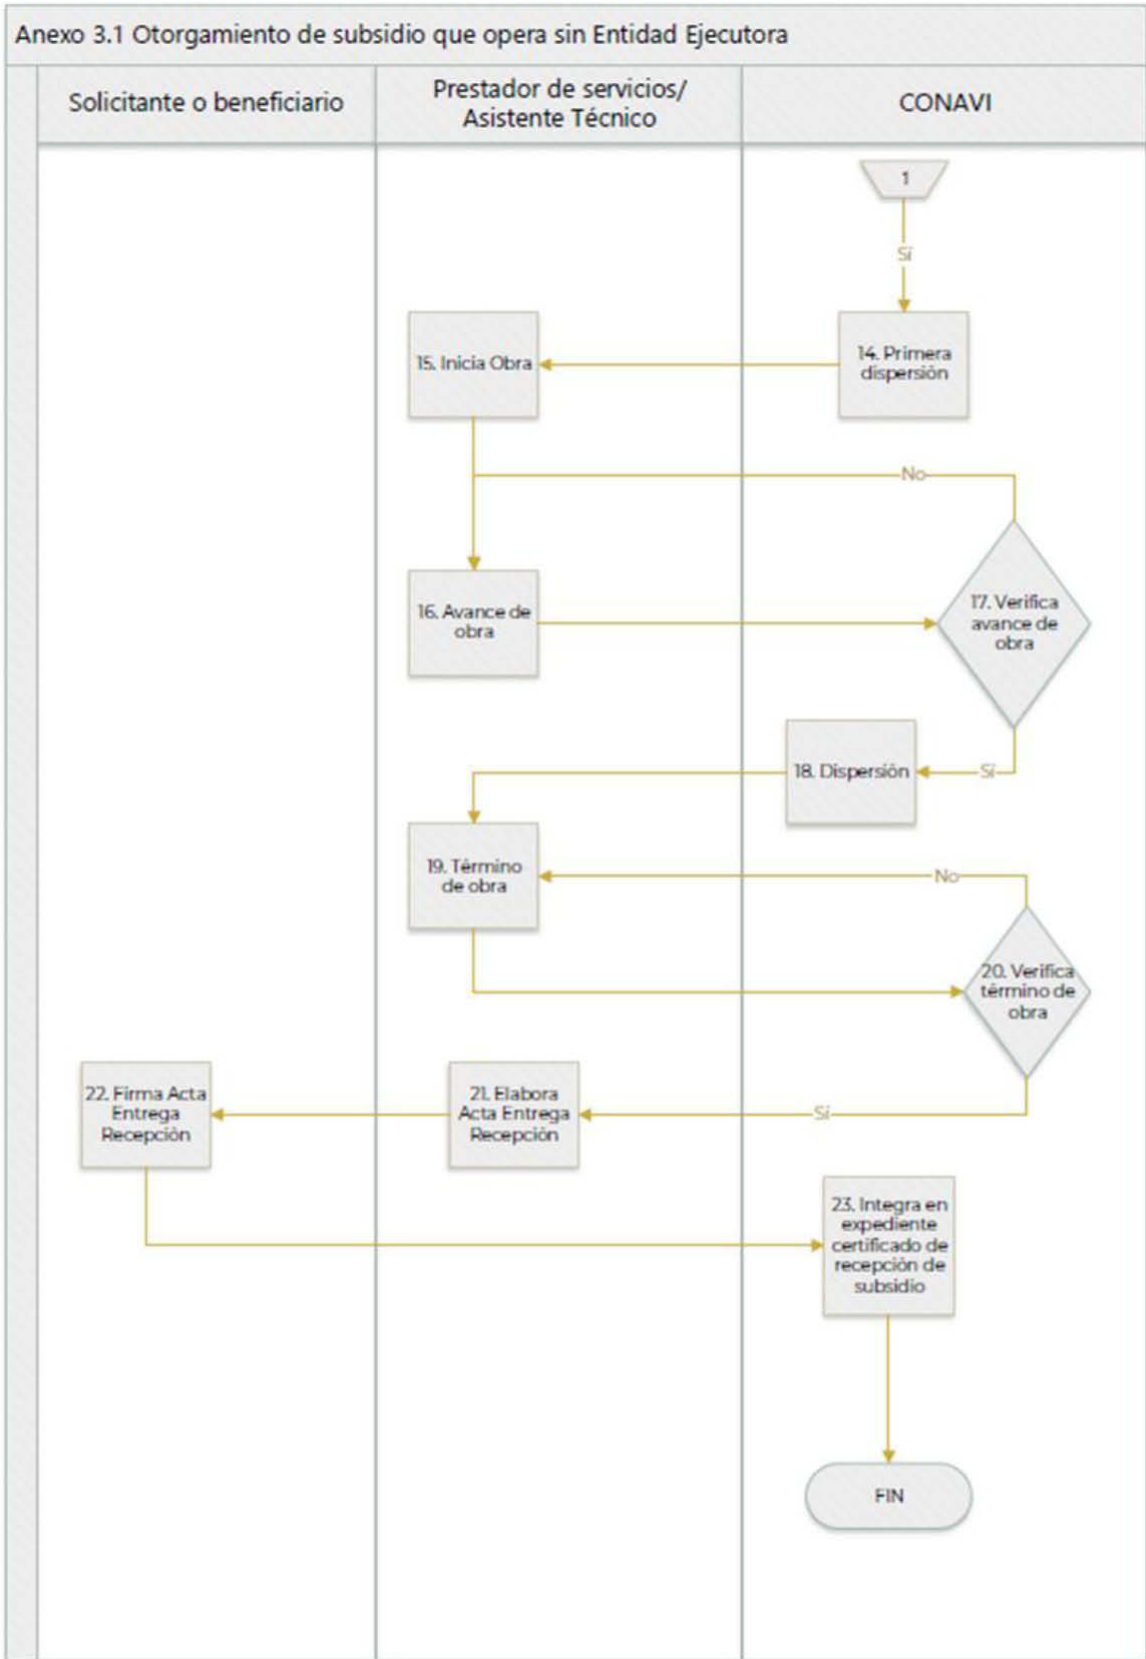 Anexo 3.1 Otorgamiento de subsidio que opera sin Entidad Ejecutora
Solicitante o beneficiario
Prestador de servicios/
Asistente Técnico
CONAVI
1
Sí
14. Primera
dispersión
15. Inicia Obra
No
16. Avance de
obra
17. Verifica
avance de
obra
18. Dispersión
Sí
19. Término
de obra
No
20. Verifica
término de
obra
22. Firma Acta
Entrega
Recepción
21. Elabora
Acta Entrega
Recepción
Sí
23. Integra en
expediente
certificado de
recepción de
subsidio
FIN